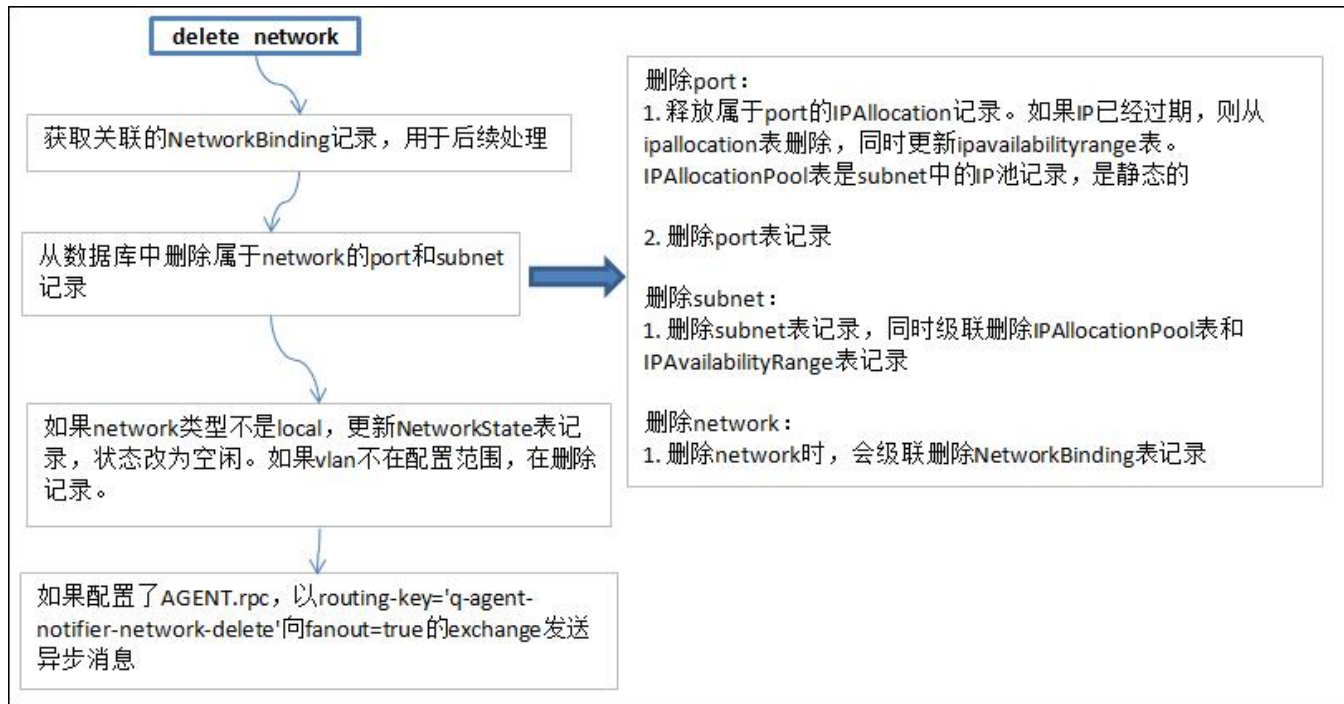 delete network
获取关联的NetworkBinding记录，用于后续处理
从数据库中删除属于network的port和subnet
记录
如果network类型不是local，更新NetworkState表记
录，状态改为空闲。如果vlan不在配置范围，在删除
记录。
如果配置了AGENT.rpc，以routing-key='q-agent-
notifier-network-delete'向fanout=true的exchange发送
异步消息
删除port：
1. 释放属于port的IPAllocation记录。如果IP已经过期，则从
ipallocation表删除，同时更新ipavailabilityrange表。
IPAllocationPool表是subnet中的IP池记录，是静态的
2. 删除port表记录
删除subnet：
1. 删除subnet表记录，同时级联删除IPAllocationPool表和
IPAvailabilityRange表记录
删除network：
1. 删除network时，会级联删除NetworkBinding表记录